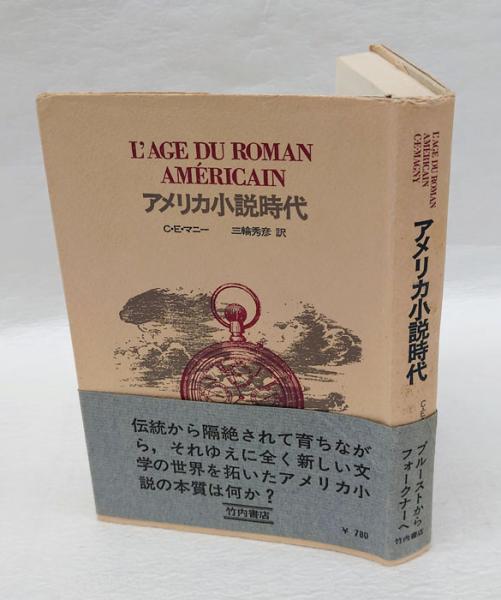 L'AGE DU ROMAN
AMÉRICAIN
アメリカ小説時代
C・E・マニー 三輪秀彦 訳
伝統から隔絶されて育ちなが
ら，それゆえに全く新しい文
学の世界を拓いたアメリカ小
説の本質は何か？
竹内書店
￥ 780
L'AGE DU ROMAN
AMÉRICAIN
C・E・MAGNY
アメリカ小説時代
C・E・
プルーストから
フォークナーへ
竹内書店